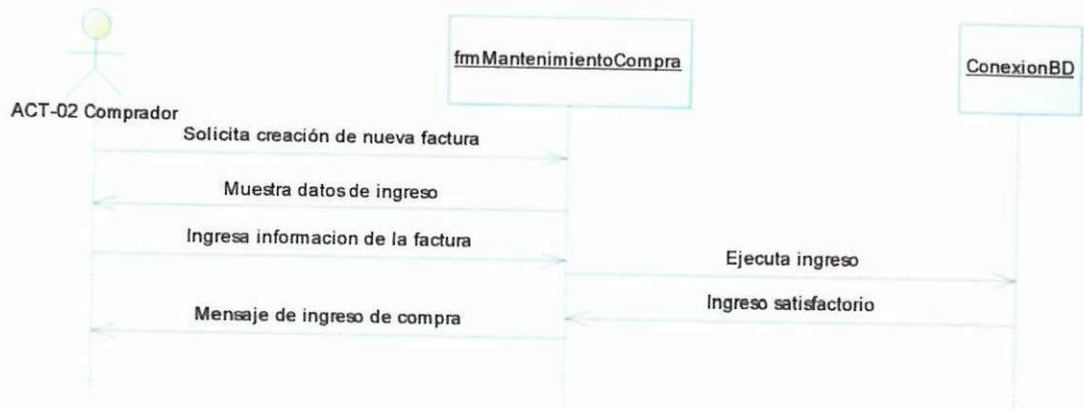 frmMantenimientoCompra
ConexionBD
ACT-02 Comprador
Solicita creación de nueva factura
Muestra datos de ingreso
Ingresa informacion de la factura
Ejecuta ingreso
Ingreso satisfactorio
Mensaje de ingreso de compra